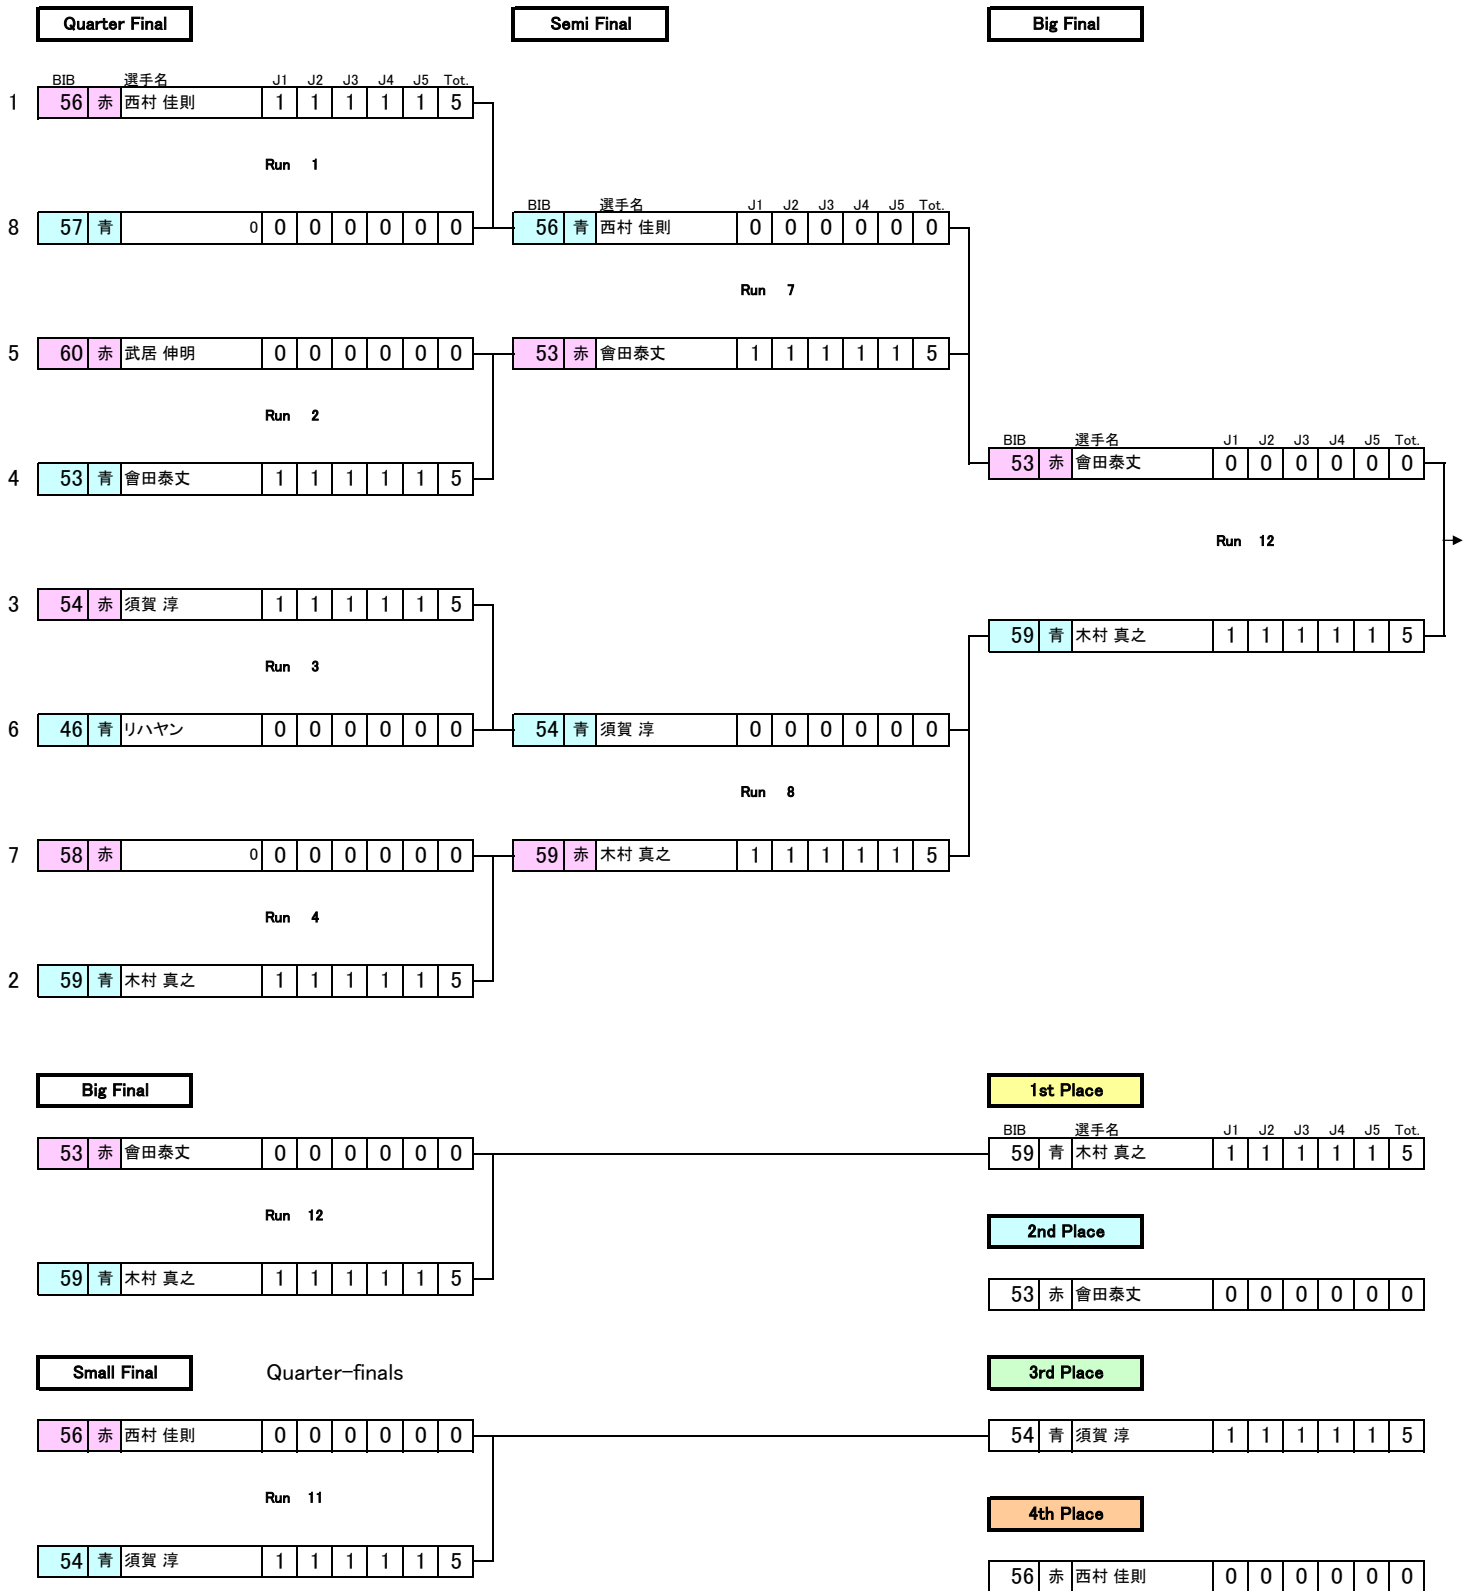 Quarter Final Semi Final Big Final
BIB 選手名 J1 J2 J3 J4 J5 Tot.
1 56 赤 西村 佳則 1 1 1 1 1 5
Run 1
BIB 選手名 J1 J2 J3 J4 J5 Tot.
8 57 青 0 0 0 0 0 0 0 56 青 西村 佳則 0 0 0 0 0 0
Run 7
5 60 赤 武居 伸明 0 0 0 0 0 0 53 赤 會田泰丈 1 1 1 1 1 5
Run 2
BIB 選手名 J1 J2 J3 J4 J5 Tot.
53 赤 會田泰丈 0 0 0 0 0 0
4 53 青 會田泰丈 1 1 1 1 1 5
Run 12
3 54 赤 須賀 淳 1 1 1 1 1 5
59 青 木村 真之 1 1 1 1 1 5
Run 3
6 46 青 リハヤン 0 0 0 0 0 0 54 青 須賀 淳 0 0 0 0 0 0
Run 8
7 58 赤 0 0 0 0 0 0 0 59 赤 木村 真之 1 1 1 1 1 5
Run 4
2 59 青 木村 真之 1 1 1 1 1 5
Big Final 1st Place
BIB 選手名 J1 J2 J3 J4 J5 Tot.
53 赤 會田泰丈 0 0 0 0 0 0 59 青 木村 真之 1 1 1 1 1 5
Run 12
2nd Place
59 青 木村 真之 1 1 1 1 1 5
53 赤 會田泰丈 0 0 0 0 0 0
Small Final Quarter-finals 3rd Place
56 赤 西村 佳則 0 0 0 0 0 0 54 青 須賀 淳 1 1 1 1 1 5
Run 11
4th Place
54 青 須賀 淳 1 1 1 1 1 5
56 赤 西村 佳則 0 0 0 0 0 0